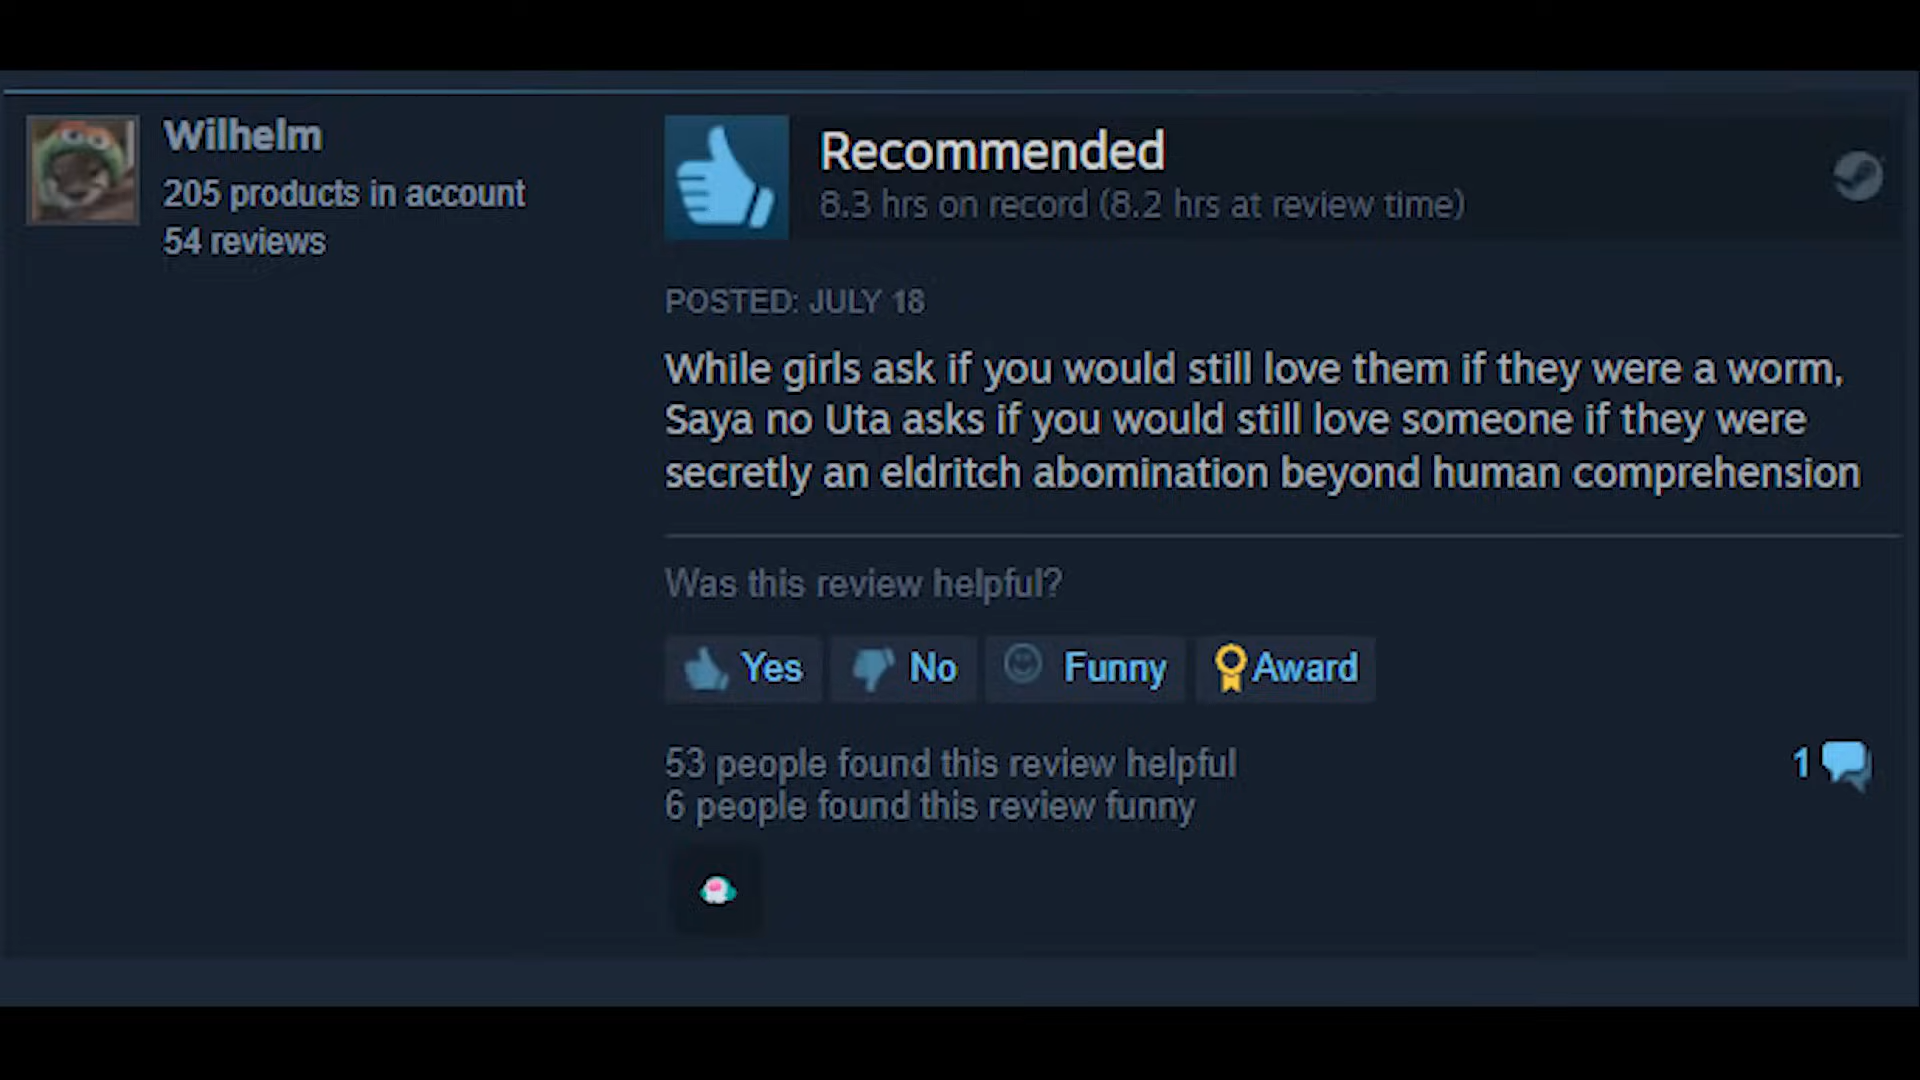 Wilhelm
205 products in account
54 reviews
Recommended
8.3 hrs on record (8.2 hrs at review time)
POSTED: JULY 18
While girls ask if you would still love them if they were a worm,
Saya no Uta asks if you would still love someone if they were
secretly an eldritch abomination beyond human comprehension
Was this review helpful?
Yes No Funny Award
53 people found this review helpful
6 people found this review funny
1